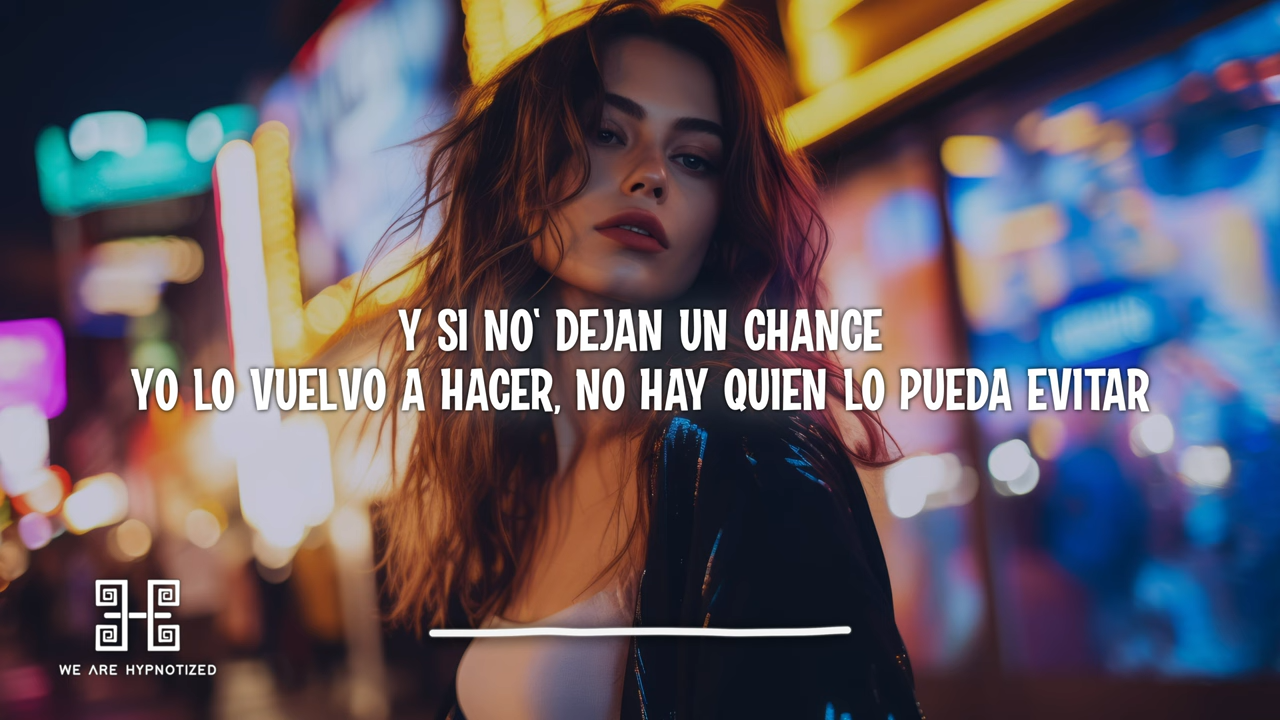 Y SI NO' DEJAN UN CHANCE
YO LO VUELVO A HACER, NO HAY QUIEN LO PUEDA EVITAR
WE ARE HYPNOTIZED